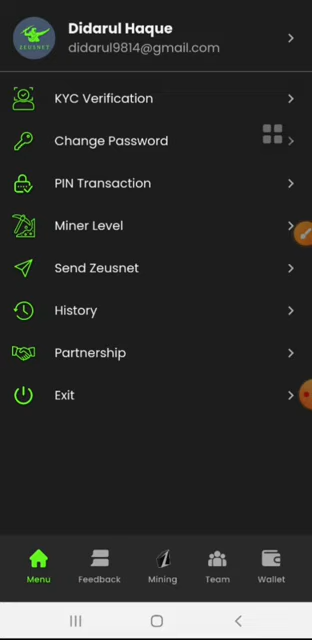 Didarul Haque
didarul9814@gmail.com
ZEUSNET
KYC Verification
Change Password
PIN Transaction
Miner Level
Send Zeusnet
History
Partnership
Exit
Menu
Feedback
Mining
Team
Wallet